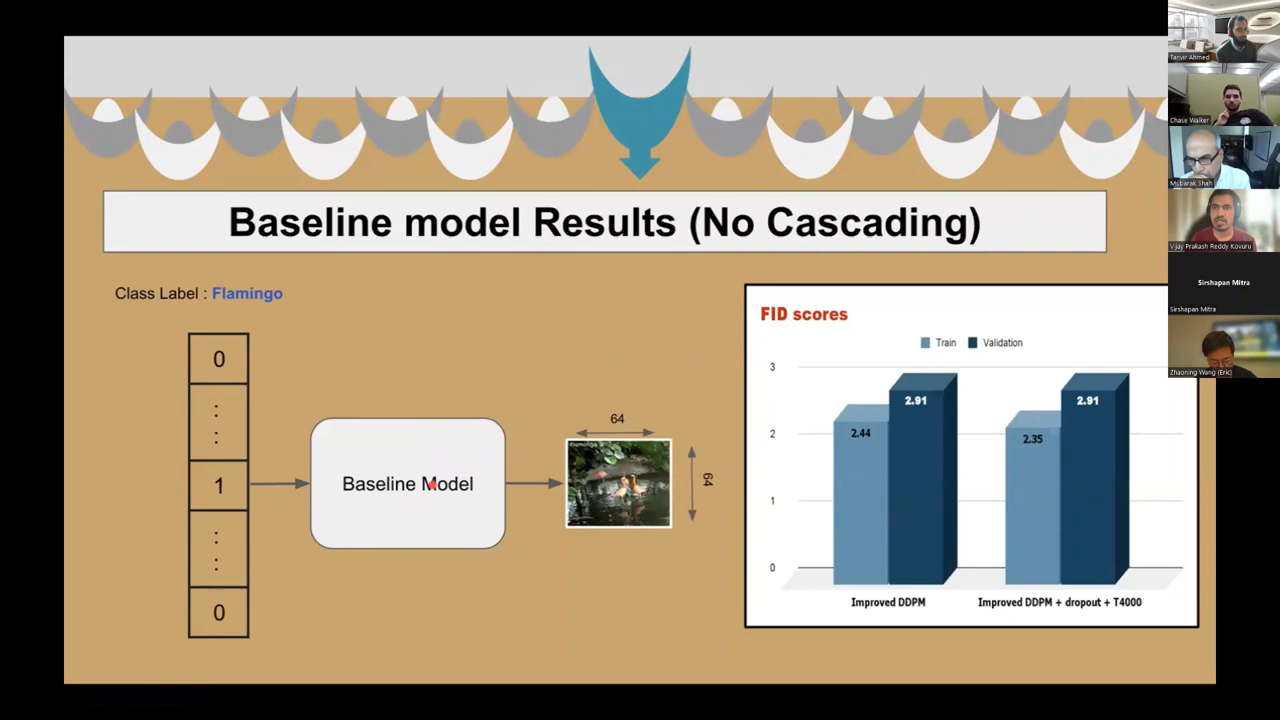 Baseline model Results (No Cascading)
Class Label : Flamingo
0
:
:
1
:
:
0
Baseline Model
64
64
FID scores
Train
Validation
3
2
1
0
2.44
2.91
2.35
2.91
Improved DDPM
Improved DDPM + dropout + T4000
Tanvir Ahmed
Chase Walker
Mubarak Shah
Vijay Prakash Reddy Kovuru
Sirshapan Mitra
Sirshapan Mitra
Zhaoning Wang (Eric)